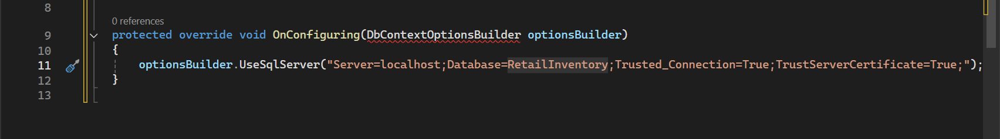 8
0 references
9 protected override void OnConfiguring(DbContextOptionsBuilder optionsBuilder)
10 {
11 optionsBuilder.UseSqlServer("Server=localhost;Database=RetailInventory;Trusted_Connection=True;TrustServerCertificate=True;");
12 }
13